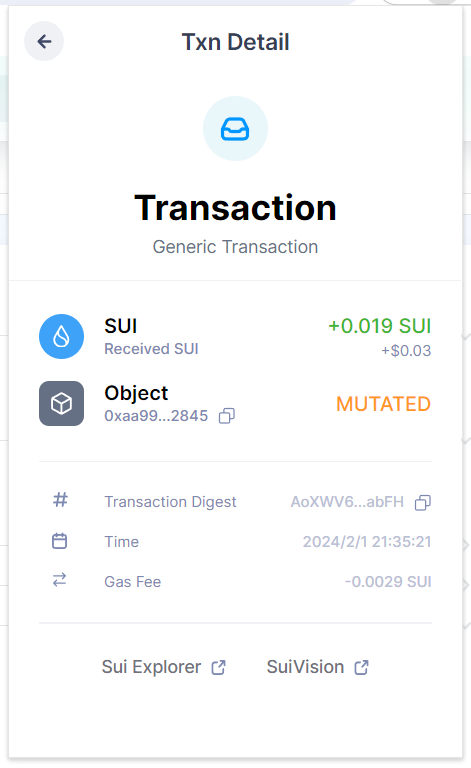 Txn Detail
Transaction
Generic Transaction
SUI
+0.019 SUI
Received SUI
+$0.03
Object
0xaa99...2845
MUTATED
Transaction Digest
AoXWV6...abFH
Time
2024/2/1 21:35:21
Gas Fee
-0.0029 SUI
Sui Explorer
SuiVision